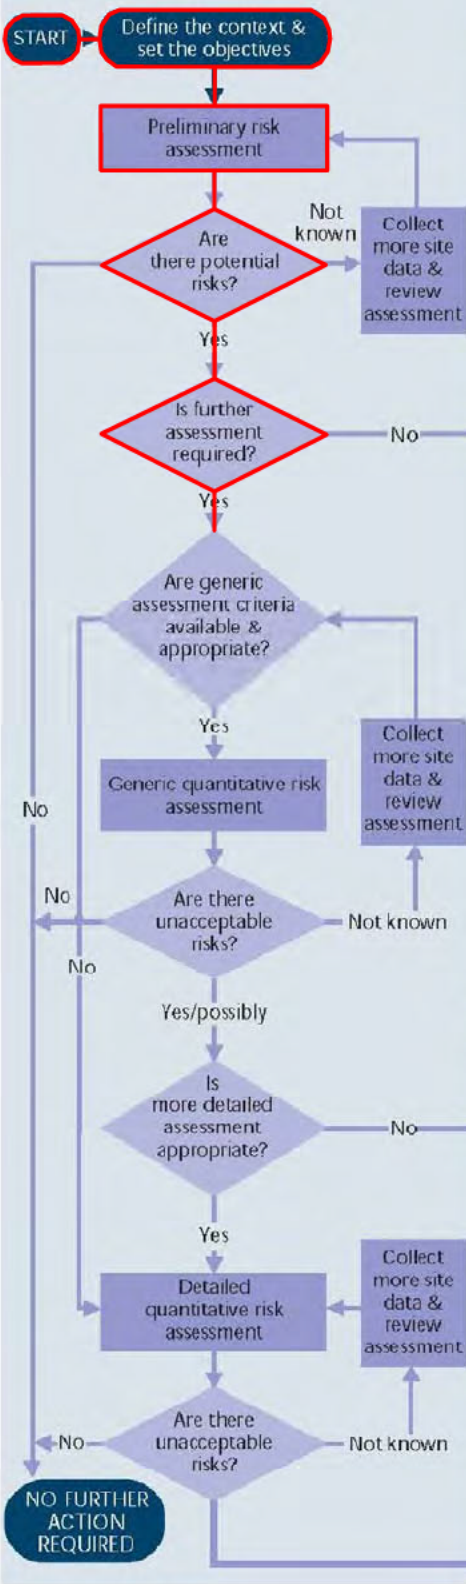 START
Define the context &
set the objectives
Preliminary risk
assessment
Not
known
Collect
more site
data &
review
assessment
Are
there potential
risks?
Yes
Is further
assessment
required?
No
Yes
Are generic
assessment criteria
available &
appropriate?
Yes
Collect
more site
data &
review
assessment
Generic quantitative risk
assessment
No
No
Are there
unacceptable
risks?
Not known
No
Yes/possibly
Is
more detailed
assessment
appropriate?
No
Yes
Collect
more site
data &
review
assessment
Detailed
quantitative risk
assessment
Are there
unacceptable
risks?
No
Not known
NO FURTHER
ACTION
REQUIRED